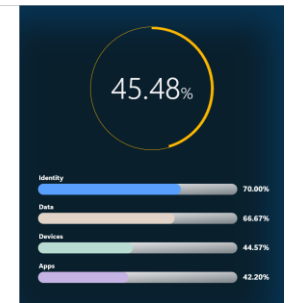 45.48%
Identity
70.00%
Data
66.67%
Devices
44.57%
Apps
42.20%